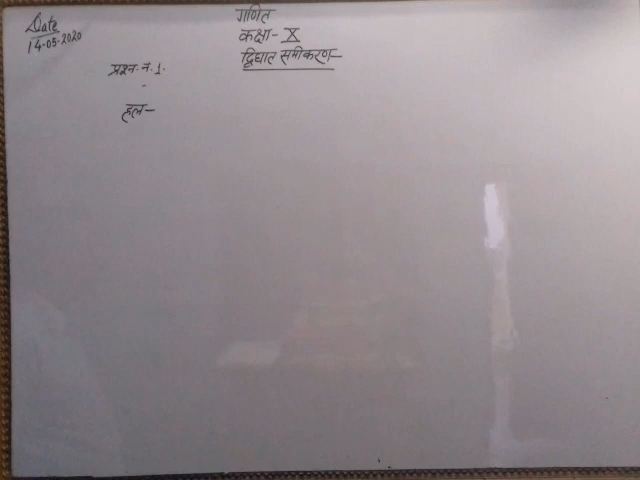 Date
14-05-2020
गणित
कक्षा- X
द्विघात समीकरण-
प्रश्न. न. 1.
हल-